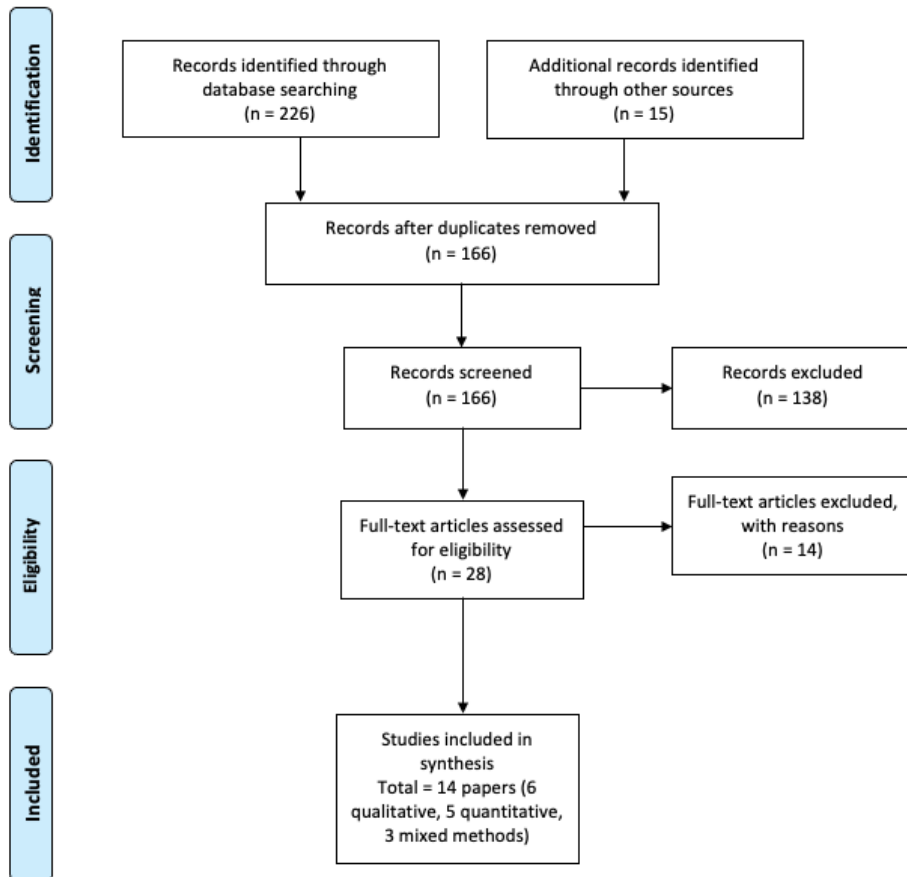 Identification
Records identified through
database searching
(n = 226)
Additional records identified
through other sources
(n = 15)
Records after duplicates removed
(n = 166)
Screening
Records screened
(n = 166)
Records excluded
(n = 138)
Eligibility
Full-text articles assessed
for eligibility
(n = 28)
Full-text articles excluded,
with reasons
(n = 14)
Included
Studies included in
synthesis
Total = 14 papers (6
qualitative, 5 quantitative,
3 mixed methods)